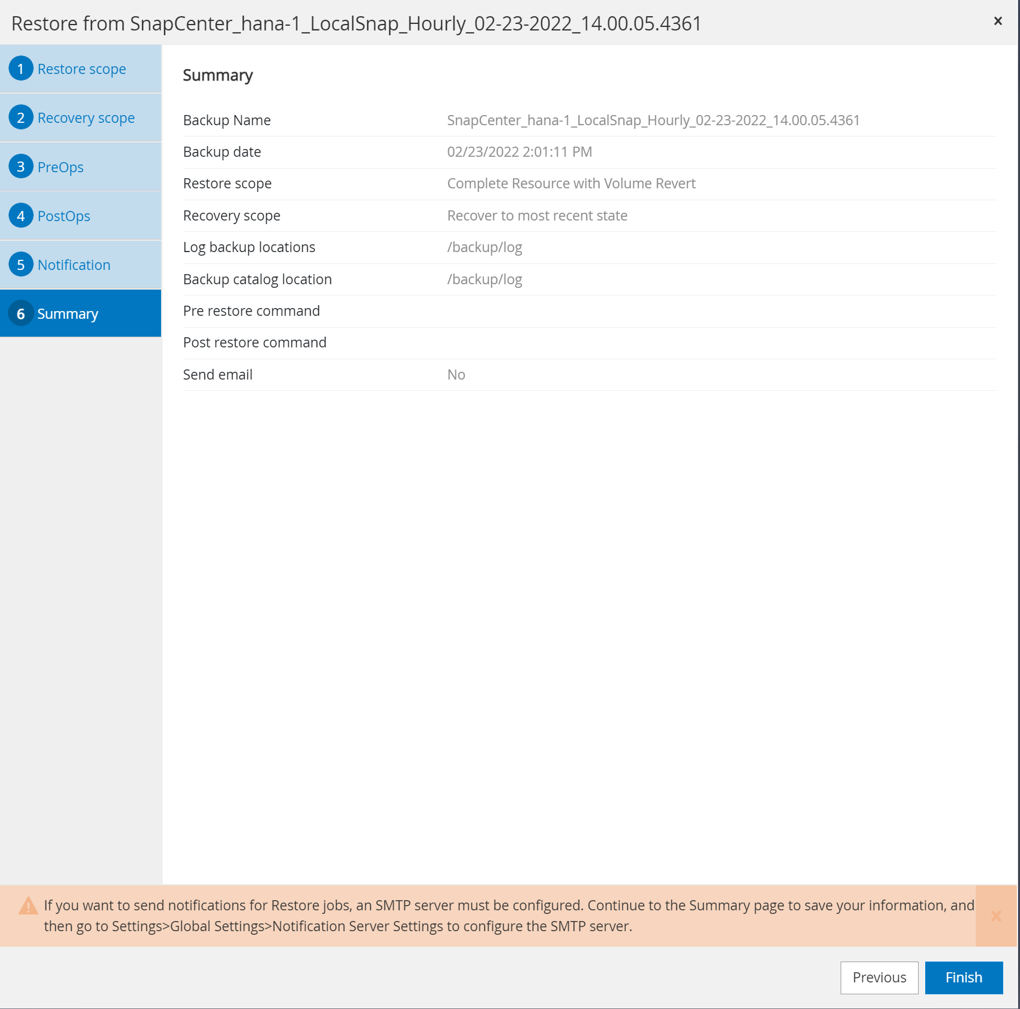 Restore from SnapCenter_hana-1_LocalSnap_Hourly_02-23-2022_14.00.05.4361 x
1 Restore scope
2 Recovery scope
3 PreOps
4 PostOps
5 Notification
6 Summary
Summary
Backup Name SnapCenter_hana-1_LocalSnap_Hourly_02-23-2022_14.00.05.4361
Backup date 02/23/2022 2:01:11 PM
Restore scope Complete Resource with Volume Revert
Recovery scope Recover to most recent state
Log backup locations /backup/log
Backup catalog location /backup/log
Pre restore command
Post restore command
Send email No
If you want to send notifications for Restore jobs, an SMTP server must be configured. Continue to the Summary page to save your information, and
then go to Settings>Global Settings>Notification Server Settings to configure the SMTP server.
x
Previous Finish